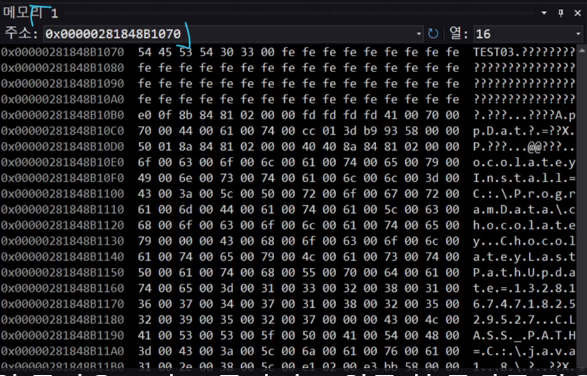 메모리 1
주소: 0x00000281848B1070 열: 16
0x00000281848B1070 54 45 53 54 30 33 00 fe fe fe fe fe fe fe fe fe TEST03.?????????
0x00000281848B1080 fe fe fe fe fe fe fe fe fe fe fe fe fe fe fe fe ????????????????
0x00000281848B1090 fe fe fe fe fe fe fe fe fe fe fe fe fe fe fe fe ????????????????
0x00000281848B10A0 fe fe fe fe fe fe fe fe fe fe fe fe fe fe fe fe ????????????????
0x00000281848B10B0 e0 0f 8b 84 81 02 00 00 fd fd fd fd 41 00 70 00 ?.???...????A.p.
0x00000281848B10C0 70 00 44 00 61 00 74 00 cc 01 3d b9 93 58 00 00 p.D.a.t.?.=??X..
0x00000281848B10D0 50 01 8a 84 81 02 00 00 40 40 8a 84 81 02 00 00 P.???...@@???...
0x00000281848B10E0 6f 00 63 00 6f 00 6c 00 61 00 74 00 65 00 79 00 o.c.o.l.a.t.e.y.
0x00000281848B10F0 49 00 6e 00 73 00 74 00 61 00 6c 00 6c 00 3d 00 I.n.s.t.a.l.l.=.
0x00000281848B1100 43 00 3a 00 5c 00 50 00 72 00 6f 00 67 00 72 00 C.:.\.P.r.o.g.r.
0x00000281848B1110 61 00 6d 00 44 00 61 00 74 00 61 00 5c 00 63 00 a.m.D.a.t.a.\.c.
0x00000281848B1120 68 00 6f 00 63 00 6f 00 6c 00 61 00 74 00 65 00 h.o.c.o.l.a.t.e.
0x00000281848B1130 79 00 00 00 43 00 68 00 6f 00 63 00 6f 00 6c 00 y...C.h.o.c.o.l.
0x00000281848B1140 61 00 74 00 65 00 79 00 4c 00 61 00 73 00 74 00 a.t.e.y.L.a.s.t.
0x00000281848B1150 50 00 61 00 74 00 68 00 55 00 70 00 64 00 61 00 P.a.t.h.U.p.d.a.
0x00000281848B1160 74 00 65 00 3d 00 31 00 33 00 32 00 38 00 31 00 t.e.=.1.3.2.8.1.
0x00000281848B1170 36 00 37 00 34 00 37 00 31 00 38 00 32 00 35 00 6.7.4.7.1.8.2.5.
0x00000281848B1180 32 00 39 00 35 00 32 00 37 00 00 00 43 00 4c 00 2.9.5.2.7...C.L.
0x00000281848B1190 41 00 53 00 53 00 5f 00 50 00 41 00 54 00 48 00 A.S.S._.P.A.T.H.
0x00000281848B11A0 3d 00 43 00 3a 00 5c 00 6a 00 61 00 76 00 61 00 =.C.:.\.j.a.v.a.